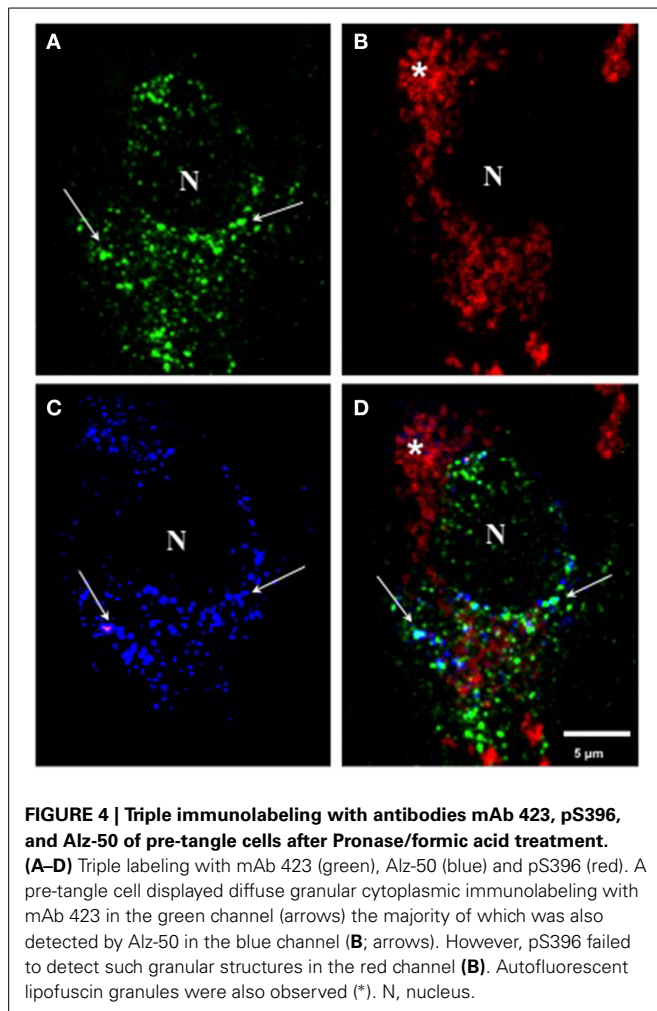 A
B
*
N
N
C
D
*
N
N
5 µm
FIGURE 4 | Triple immunolabeling with antibodies mAb 423, pS396,
and Alz-50 of pre-tangle cells after Pronase/formic acid treatment.
(A–D) Triple labeling with mAb 423 (green), Alz-50 (blue) and pS396 (red). A
pre-tangle cell displayed diffuse granular cytoplasmic immunolabeling with
mAb 423 in the green channel (arrows) the majority of which was also
detected by Alz-50 in the blue channel (B; arrows). However, pS396 failed
to detect such granular structures in the red channel (B). Autofluorescent
lipofuscin granules were also observed (*). N, nucleus.